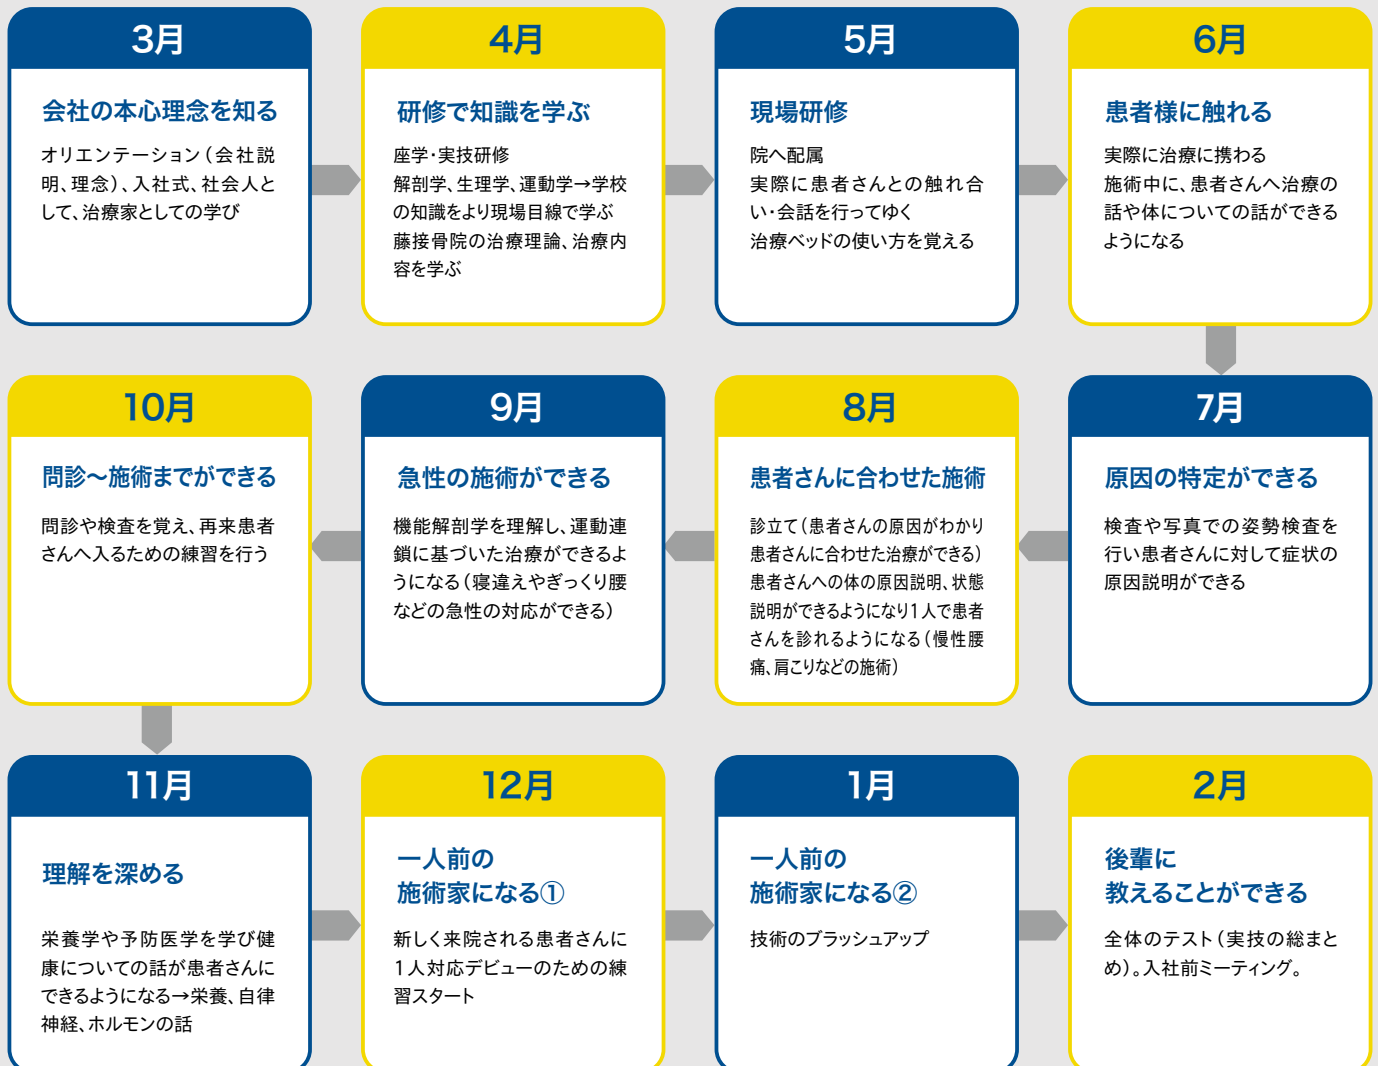 3月
会社の本心理念を知る
オリエンテーション（会社説
明、理念）、入社式、社会人と
して、治療家としての学び
4月
研修で知識を学ぶ
座学・実技研修
解剖学、生理学、運動学→学校
の知識をより現場目線で学ぶ
藤接骨院の治療理論、治療内
容を学ぶ
5月
現場研修
院へ配属
実際に患者さんとの触れ合
い・会話を行ってゆく
治療ベッドの使い方を覚える
6月
患者様に触れる
実際に治療に携わる
施術中に、患者さんへ治療の
話や体についての話ができる
ようになる
7月
原因の特定ができる
検査や写真での姿勢検査を
行い患者さんに対して症状の
原因説明ができる
8月
患者さんに合わせた施術
診立て（患者さんの原因がわかり
患者さんに合わせた治療ができる）
患者さんへの体の原因説明、状態
説明ができるようになり1人で患者
さんを診れるようになる（慢性腰
痛、肩こりなどの施術）
9月
急性の施術ができる
機能解剖学を理解し、運動連
鎖に基づいた治療ができるよ
うになる（寝違えやぎっくり腰
などの急性の対応ができる）
10月
問診〜施術までができる
問診や検査を覚え、再来患者
さんへ入るための練習を行う
11月
理解を深める
栄養学や予防医学を学び健
康についての話が患者さんに
できるようになる→栄養、自律
神経、ホルモンの話
12月
一人前の
施術家になる①
新しく来院される患者さんに
1人対応デビューのための練
習スタート
1月
一人前の
施術家になる②
技術のブラッシュアップ
2月
後輩に
教えることができる
全体のテスト（実技の総まと
め）。入社前ミーティング。